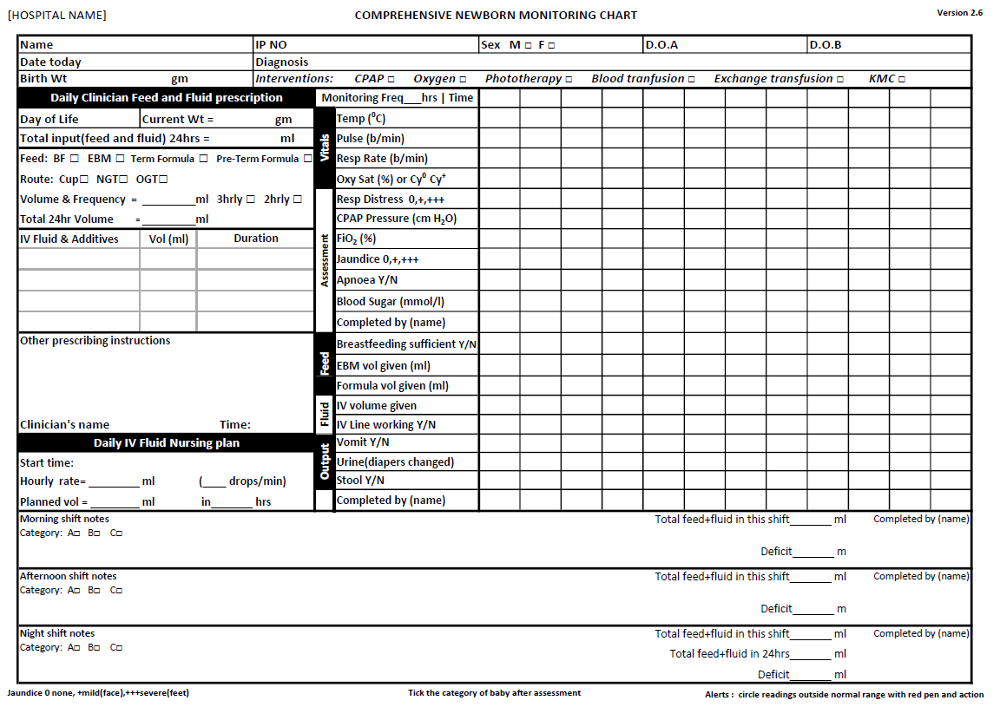 [HOSPITAL NAME] COMPREHENSIVE NEWBORN MONITORING CHART Version 2.6
Name IP NO Sex M □ F □ D.O.A D.O.B
Date today Diagnosis
Birth Wt gm Interventions: CPAP □ Oxygen □ Phototherapy □ Blood tranfusion □ Exchange transfusion □ KMC □
Daily Clinician Feed and Fluid prescription
Day of Life Current Wt = gm
Total input(feed and fluid) 24hrs = ml
Feed: BF □ EBM □ Term Formula □ Pre-Term Formula □
Route: Cup□ NGT□ OGT□
Volume & Frequency = ________ml 3hrly □ 2hrly □
Total 24hr Volume = ________ml
IV Fluid & Additives Vol (ml) Duration
Other prescribing instructions
Clinician's name Time:
Daily IV Fluid Nursing plan
Start time:
Hourly rate= ________ ml (____ drops/min)
Planned vol = ________ ml in_______ hrs
Monitoring Freq___hrs | Time
Vitals
Temp (⁰C)
Pulse (b/min)
Resp Rate (b/min)
Oxy Sat (%) or Cy⁰ Cy⁺
Assessment
Resp Distress 0,+,+++
CPAP Pressure (cm H₂O)
FiO₂ (%)
Jaundice 0,+,+++
Apnoea Y/N
Blood Sugar (mmol/l)
Completed by (name)
Feed
Breastfeeding sufficient Y/N
EBM vol given (ml)
Formula vol given (ml)
Fluid
IV volume given
IV Line working Y/N
Output
Vomit Y/N
Urine(diapers changed)
Stool Y/N
Completed by (name)
Morning shift notes Total feed+fluid in this shift_______ ml Completed by (name)
Category: A□ B□ C□
Deficit_______ m
Afternoon shift notes Total feed+fluid in this shift_______ ml Completed by (name)
Category: A□ B□ C□
Deficit_______ m
Night shift notes Total feed+fluid in this shift_______ ml Completed by (name)
Category: A□ B□ C□
Total feed+fluid in 24hrs_______ ml
Deficit_______ ml
Jaundice 0 none, +mild(face),+++severe(feet) Tick the category of baby after assessment Alerts : circle readings outside normal range with red pen and action